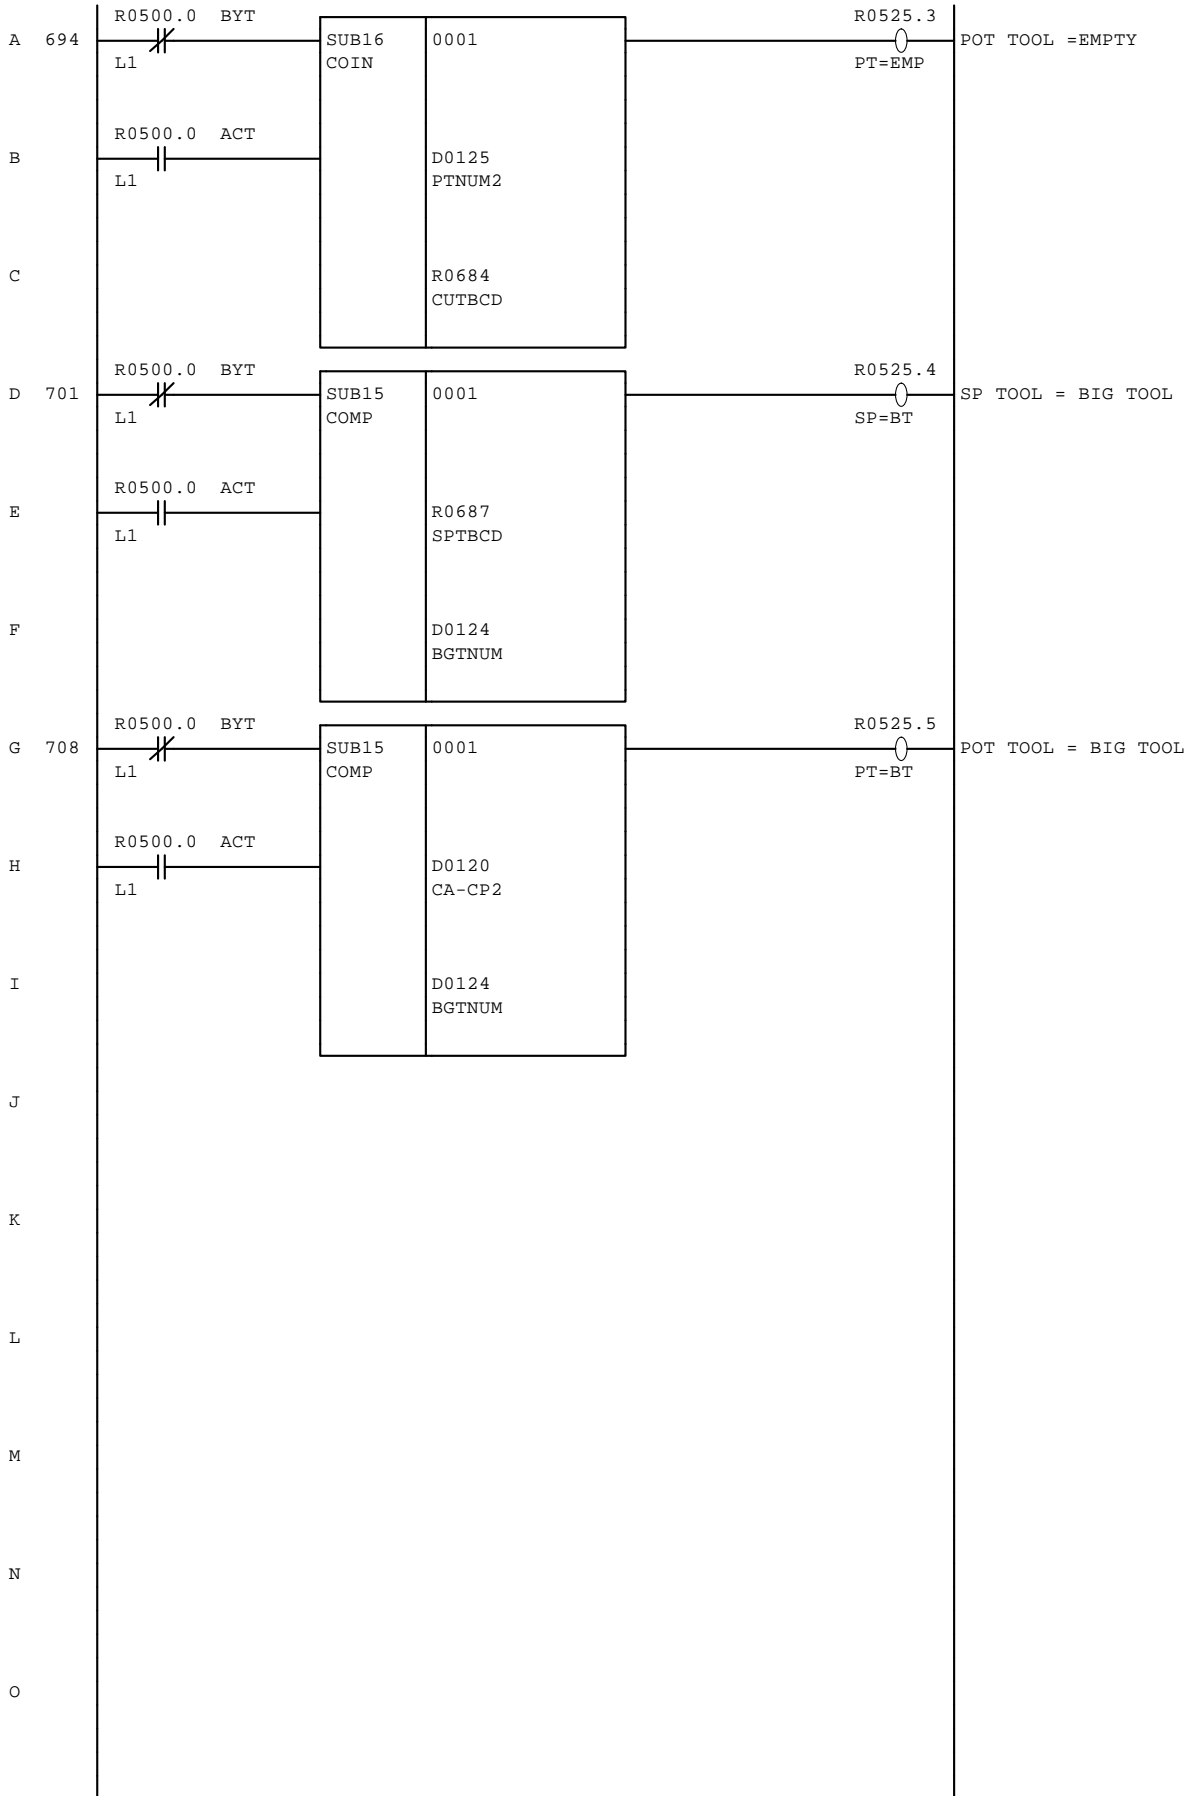 R0500.0 BYT R0525.3
A 694 SUB16 0001 POT TOOL =EMPTY
L1 COIN PT=EMP
R0500.0 ACT
B D0125
L1 PTNUM2
C R0684
CUTBCD
R0500.0 BYT R0525.4
D 701 SUB15 0001 SP TOOL = BIG TOOL
L1 COMP SP=BT
R0500.0 ACT
E R0687
L1 SPTBCD
F D0124
BGTNUM
R0500.0 BYT R0525.5
G 708 SUB15 0001 POT TOOL = BIG TOOL
L1 COMP PT=BT
R0500.0 ACT
H D0120
L1 CA-CP2
I D0124
BGTNUM
J
K
L
M
N
O